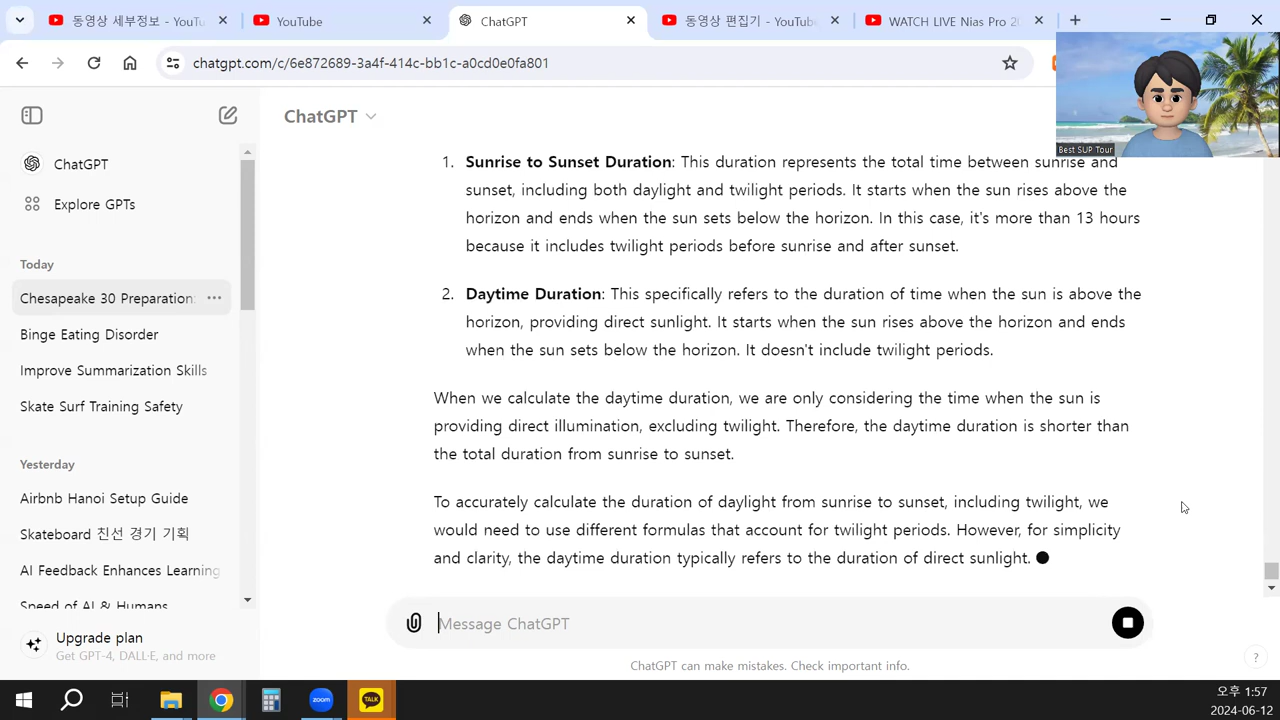 동영상 세부정보 - YouTu
YouTube
ChatGPT
동영상 편집기 - YouTube
WATCH LIVE Nias Pro 20
chatgpt.com/c/6e872689-3a4f-414c-bb1c-a0cd0e0fa801
Best SUP Tour
ChatGPT
ChatGPT
Explore GPTs
Today
Chesapeake 30 Preparation
Binge Eating Disorder
Improve Summarization Skills
Skate Surf Training Safety
Yesterday
Airbnb Hanoi Setup Guide
Skateboard 친선 경기 기획
AI Feedback Enhances Learning
Speed of AI & Humans
Upgrade plan
Get GPT-4, DALL·E, and more
1. Sunrise to Sunset Duration: This duration represents the total time between sunrise and
sunset, including both daylight and twilight periods. It starts when the sun rises above the
horizon and ends when the sun sets below the horizon. In this case, it's more than 13 hours
because it includes twilight periods before sunrise and after sunset.
2. Daytime Duration: This specifically refers to the duration of time when the sun is above the
horizon, providing direct sunlight. It starts when the sun rises above the horizon and ends
when the sun sets below the horizon. It doesn't include twilight periods.
When we calculate the daytime duration, we are only considering the time when the sun is
providing direct illumination, excluding twilight. Therefore, the daytime duration is shorter than
the total duration from sunrise to sunset.
To accurately calculate the duration of daylight from sunrise to sunset, including twilight, we
would need to use different formulas that account for twilight periods. However, for simplicity
and clarity, the daytime duration typically refers to the duration of direct sunlight.
Message ChatGPT
ChatGPT can make mistakes. Check important info.
?
zoom
TALK
오후 1:57
2024-06-12